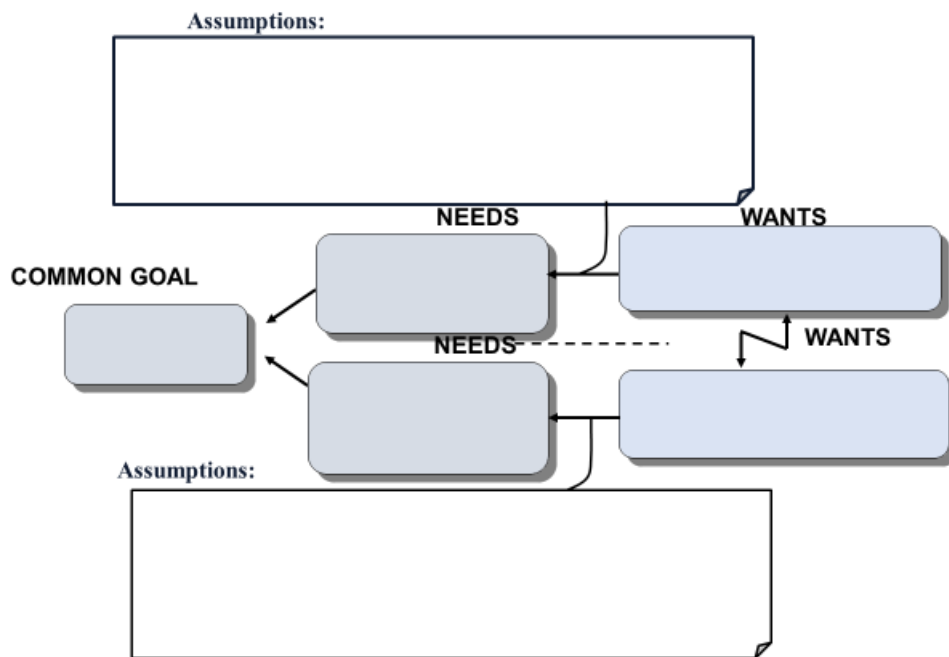 Assumptions:
NEEDS
WANTS
COMMON GOAL
NEEDS
WANTS
Assumptions: